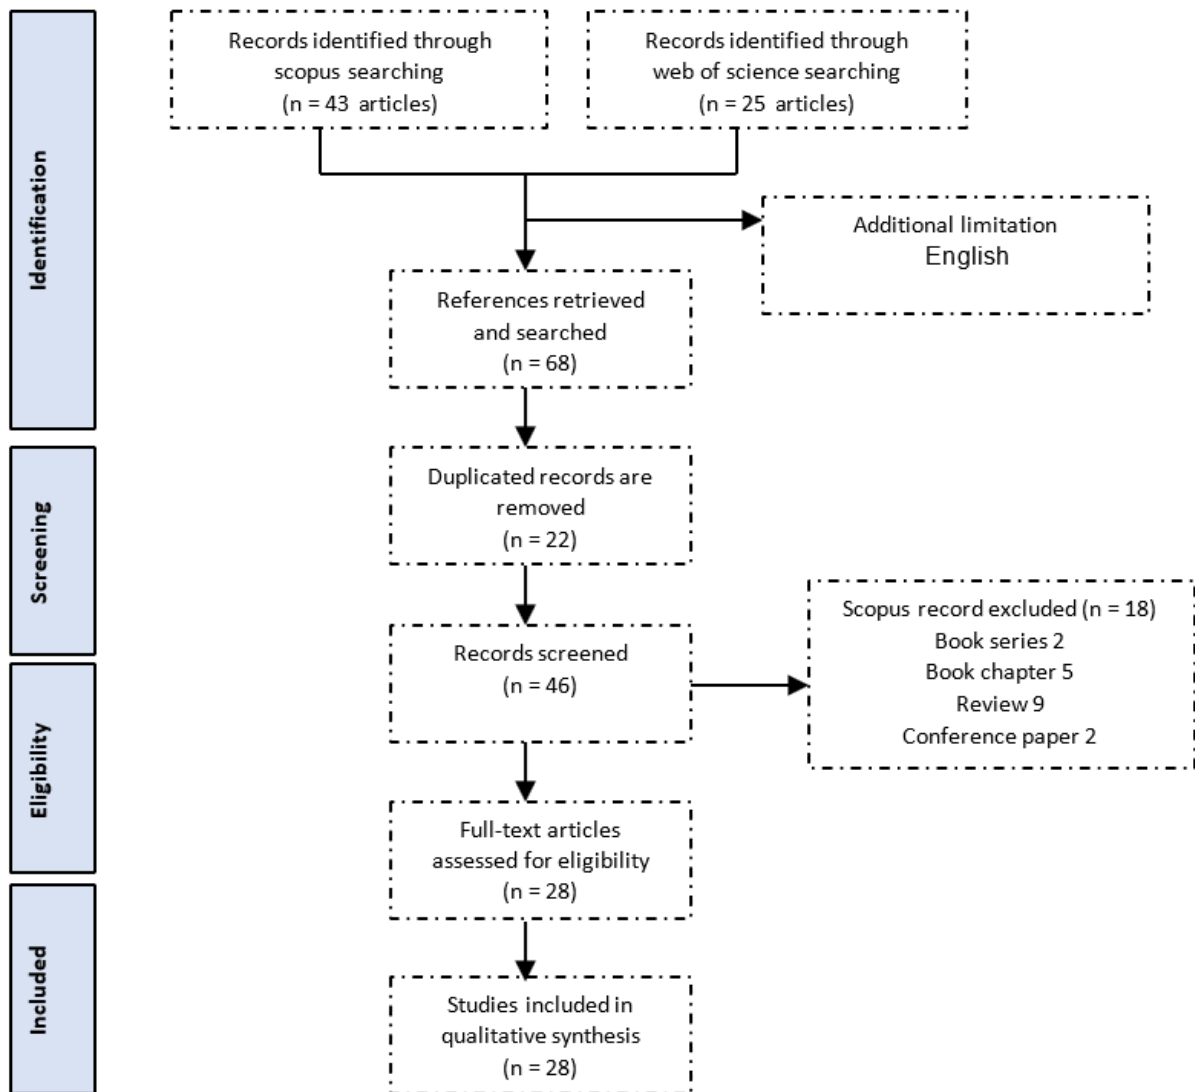 Identification
Records identified through
scopus searching
(n = 43 articles)
Records identified through
web of science searching
(n = 25 articles)
Additional limitation
English
References retrieved
and searched
(n = 68)
Screening
Duplicated records are
removed
(n = 22)
Records screened
(n = 46)
Scopus record excluded (n = 18)
Book series 2
Book chapter 5
Review 9
Conference paper 2
Eligibility
Full-text articles
assessed for eligibility
(n = 28)
Included
Studies included in
qualitative synthesis
(n = 28)